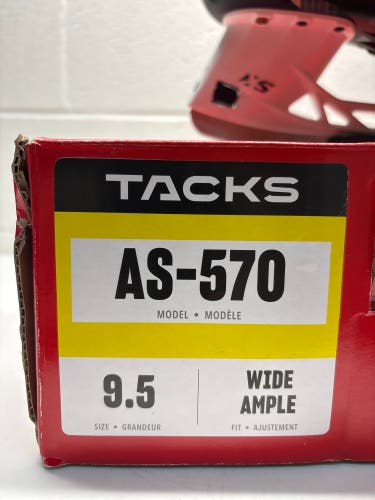 TACKS
AS-570
MODEL • MODÈLE
9.5
SIZE • GRANDEUR
WIDE
AMPLE
FIT • AJUSTEMENT